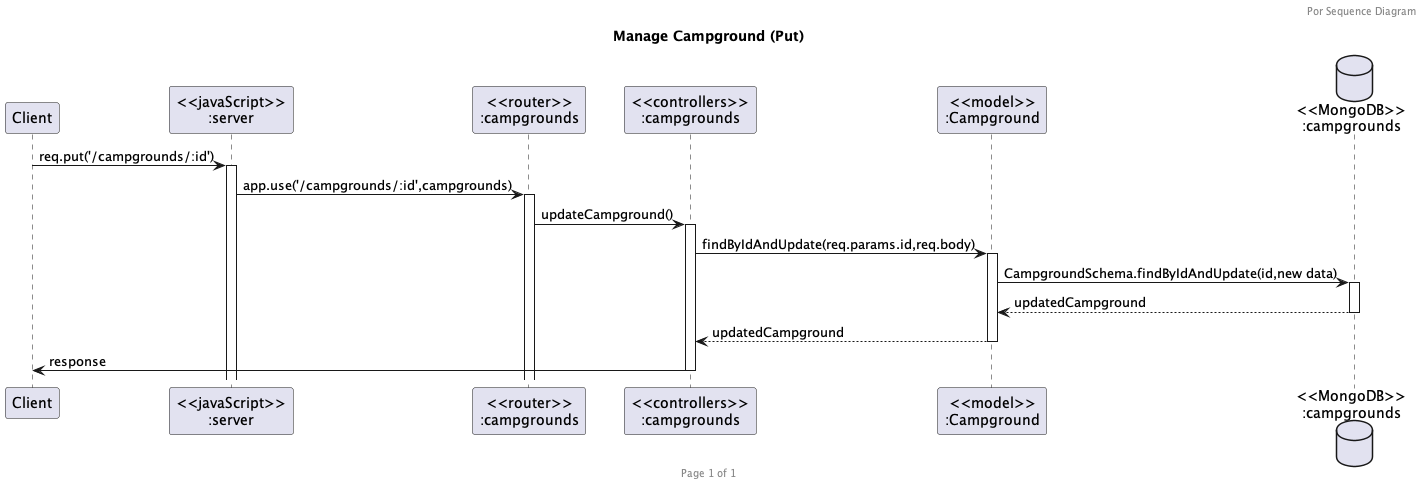 Por Sequence Diagram
Manage Campground (Put)
Client
<<javaScript>>
:server
<<router>>
:campgrounds
<<controllers>>
:campgrounds
<<model>>
:Campground
<<MongoDB>>
:campgrounds
req.put('/campgrounds/:id')
app.use('/campgrounds/:id',campgrounds)
updateCampground()
findByIdAndUpdate(req.params.id,req.body)
CampgroundSchema.findByIdAndUpdate(id,new data)
updatedCampground
updatedCampground
response
Client
<<javaScript>>
:server
<<router>>
:campgrounds
<<controllers>>
:campgrounds
<<model>>
:Campground
<<MongoDB>>
:campgrounds
Page 1 of 1